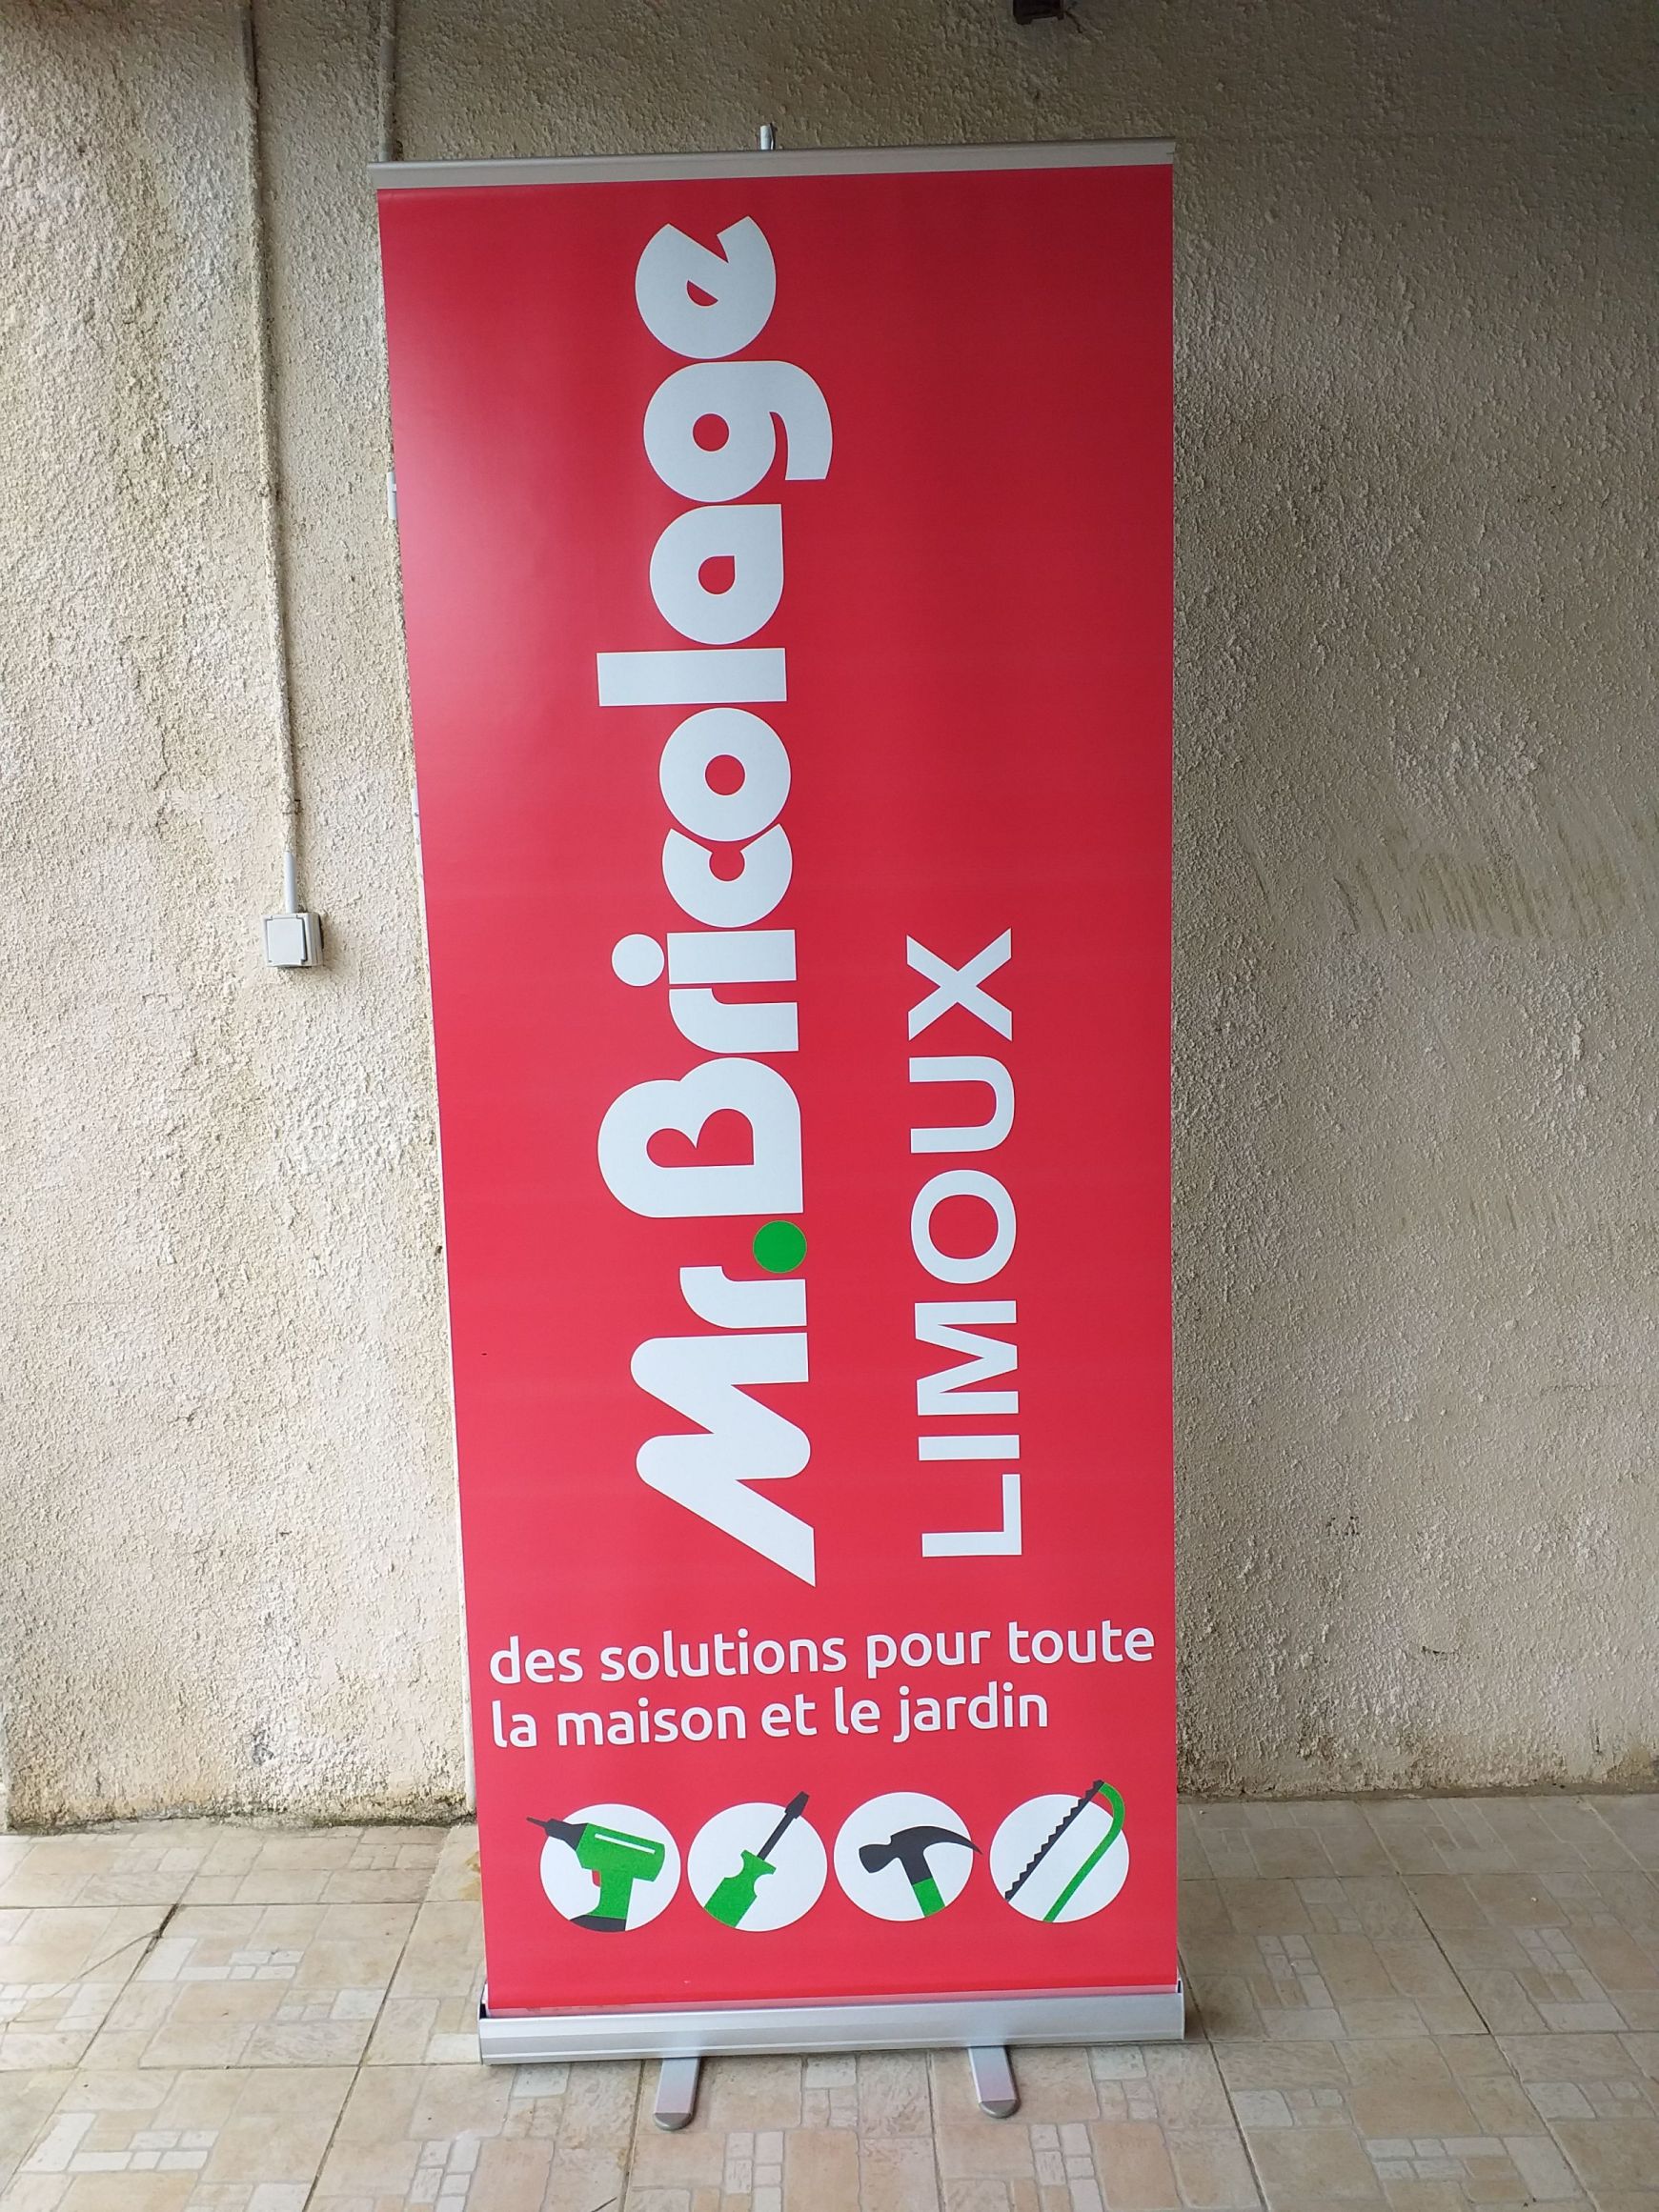 Mr.Bricolage
LIMOUX
des solutions pour toute
la maison et le jardin